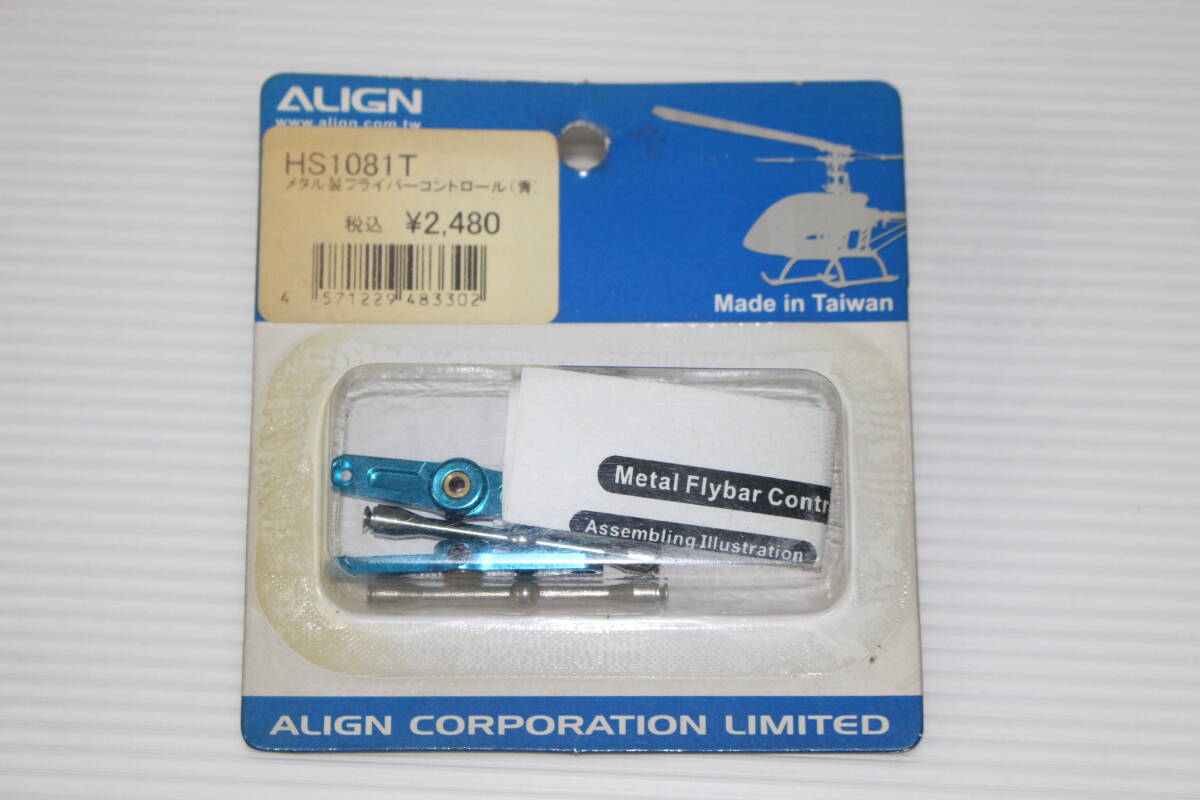 ALIGN
www.align.com.tw
HS1081T
メタル製フライバーコントロール(青)
税込 ¥2,480
4 571229 483302
Made in Taiwan
Metal Flybar Contr
Assembling Illustration
ALIGN CORPORATION LIMITED